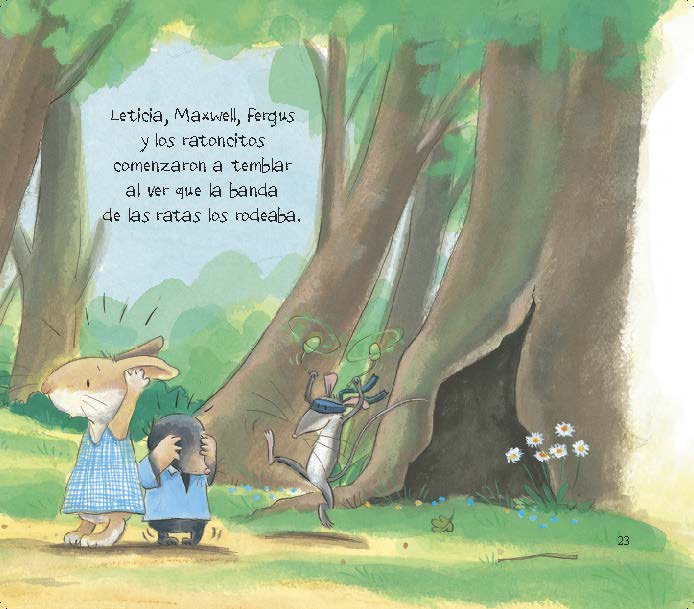 Leticia, Maxwell, Fergus
y los ratoncitos
comenzaron a temblar
al ver que la banda
de las ratas los rodeaba.
23